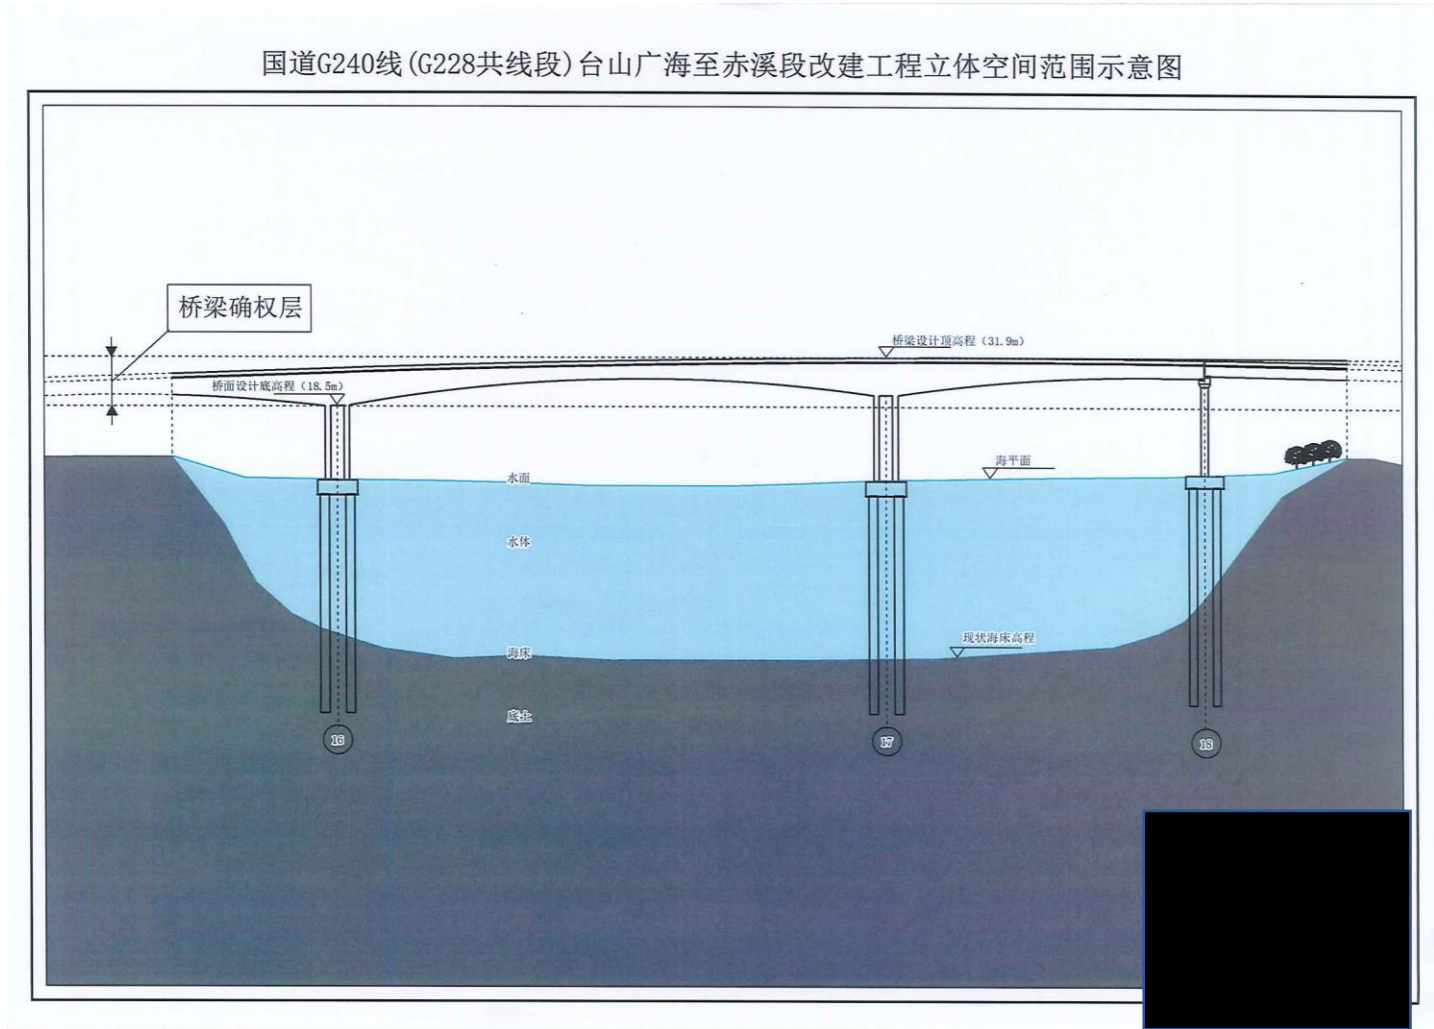 国道G240线(G228共线段)台山广海至赤溪段改建工程立体空间范围示意图
桥梁确权层
桥梁设计顶高程（31.9m）
桥面设计底高程（18.5m）
海平面
水面
水体
现状海床高程
海床
底土
16
17
18